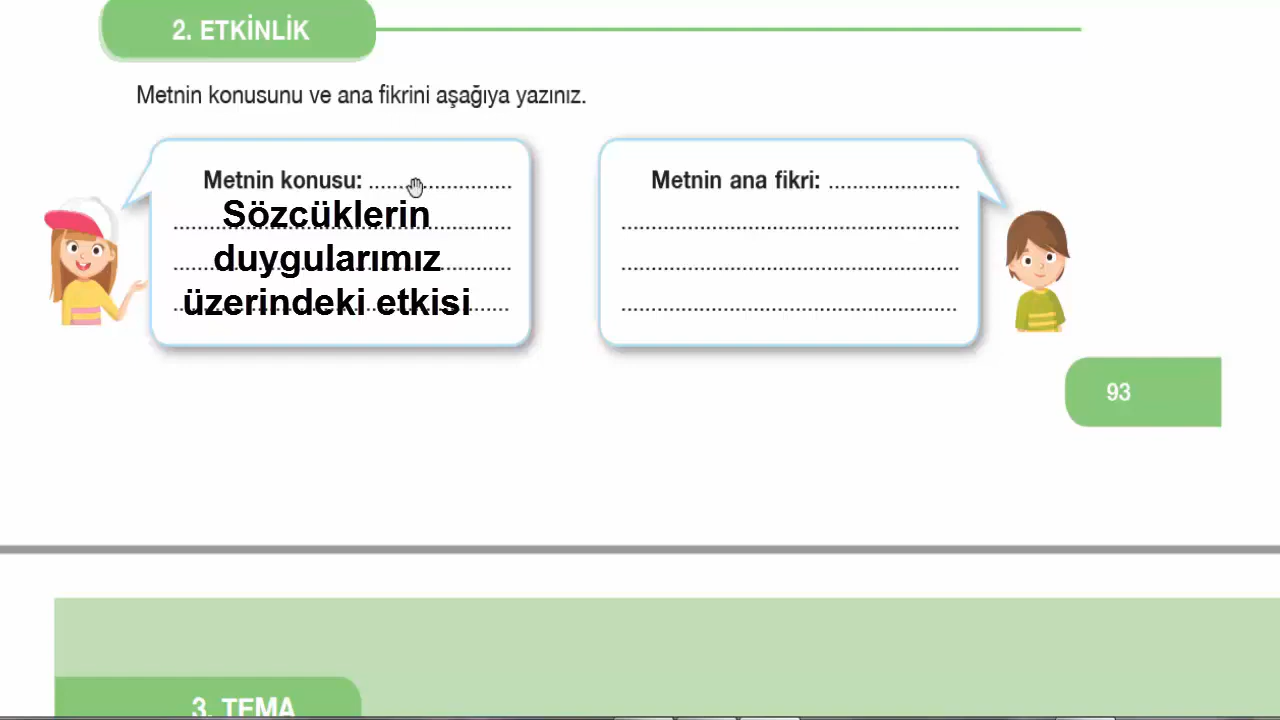 2. ETKİNLİK
Metnin konusunu ve ana fikrini aşağıya yazınız.
Metnin konusu: ........................
Sözcüklerin
duygularımız
üzerindeki etkisi
Metnin ana fikri: ......................
.........................................................
.........................................................
.........................................................
93
3. TEMA